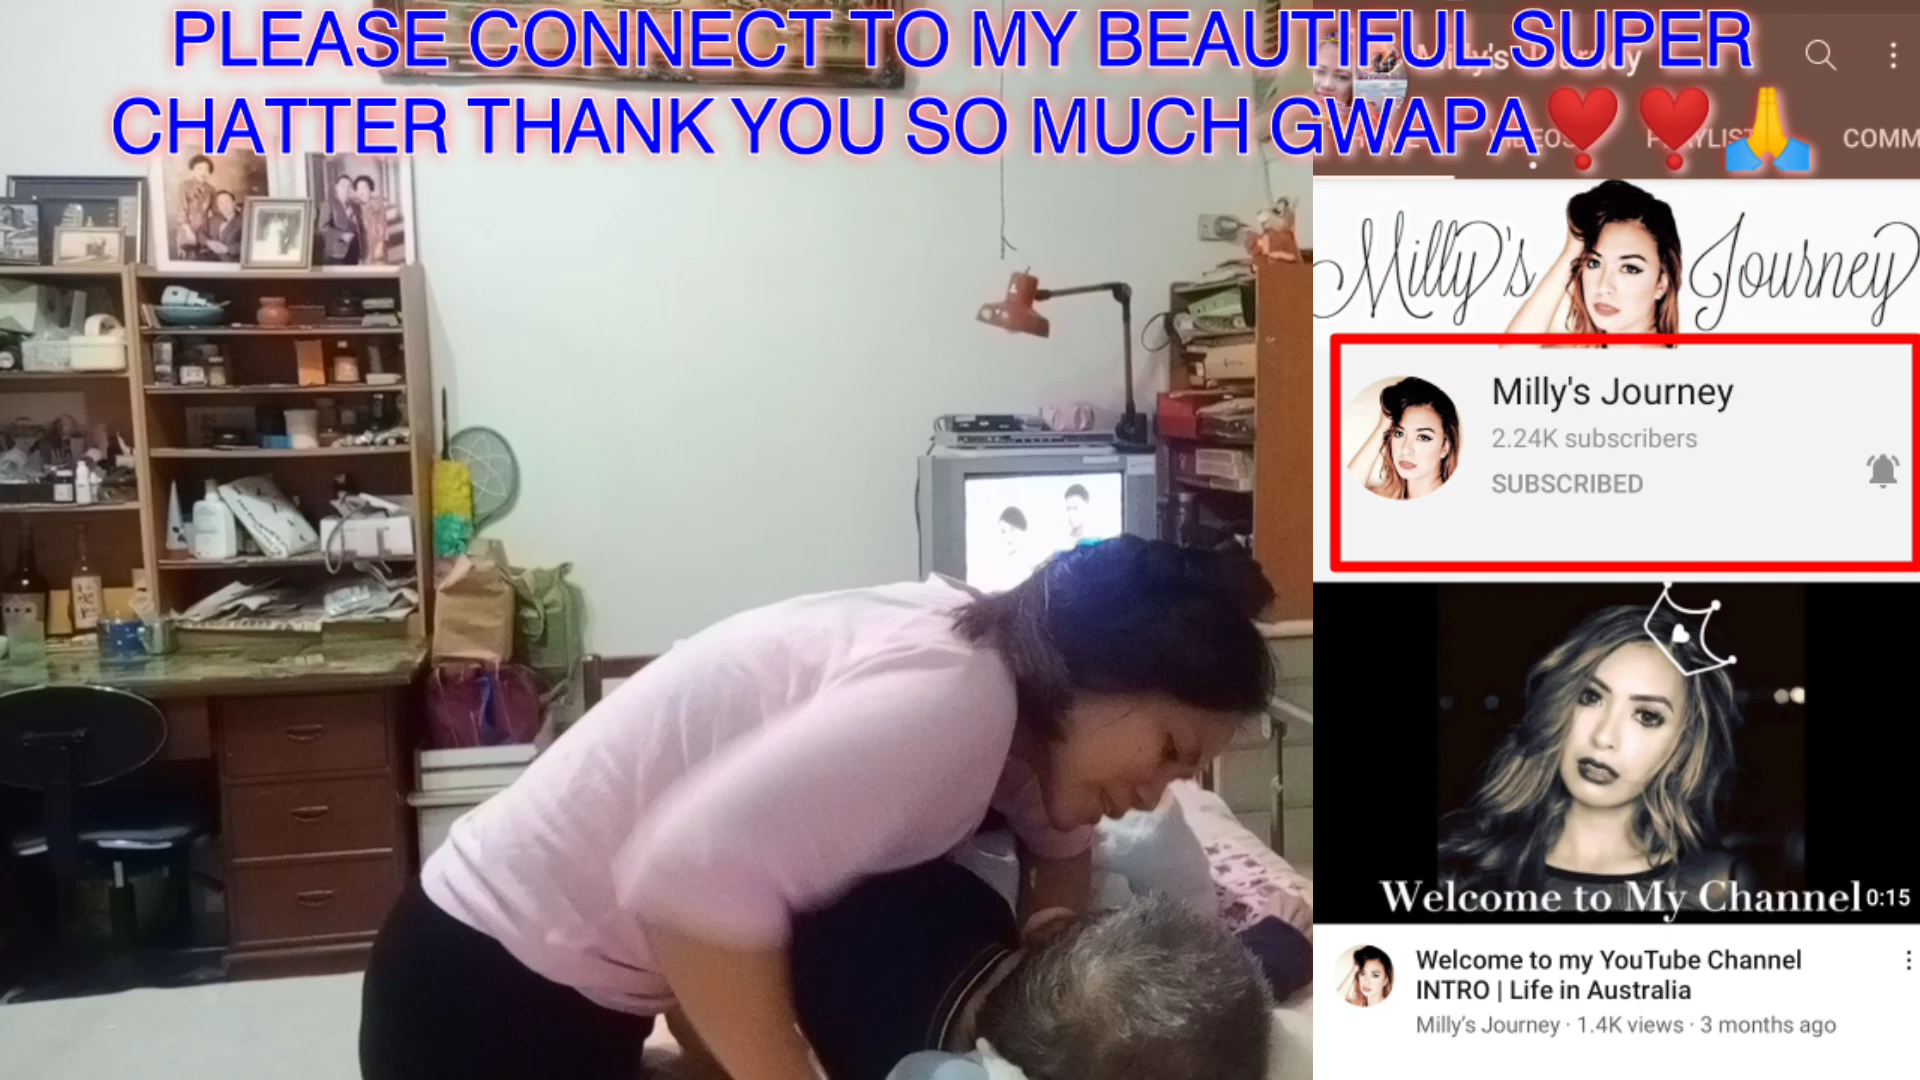 PLEASE CONNECT TO MY BEAUTIFUL SUPER
CHATTER THANK YOU SO MUCH GWAPA❣️❣️🙏
Milly's Journey
COMM
Milly's Journey
Milly's Journey
2.24K subscribers
SUBSCRIBED
Welcome to My Channel
0:15
Welcome to my YouTube Channel
INTRO | Life in Australia
Milly's Journey · 1.4K views · 3 months ago